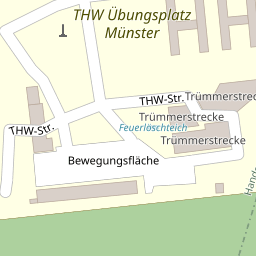 THW Übungsplatz
Münster
THW-Str.
Trümmerstrecke
Trümmerstrecke
Feuerlöschteich
THW-Str.
Trümmerstrecke
Bewegungsfläche